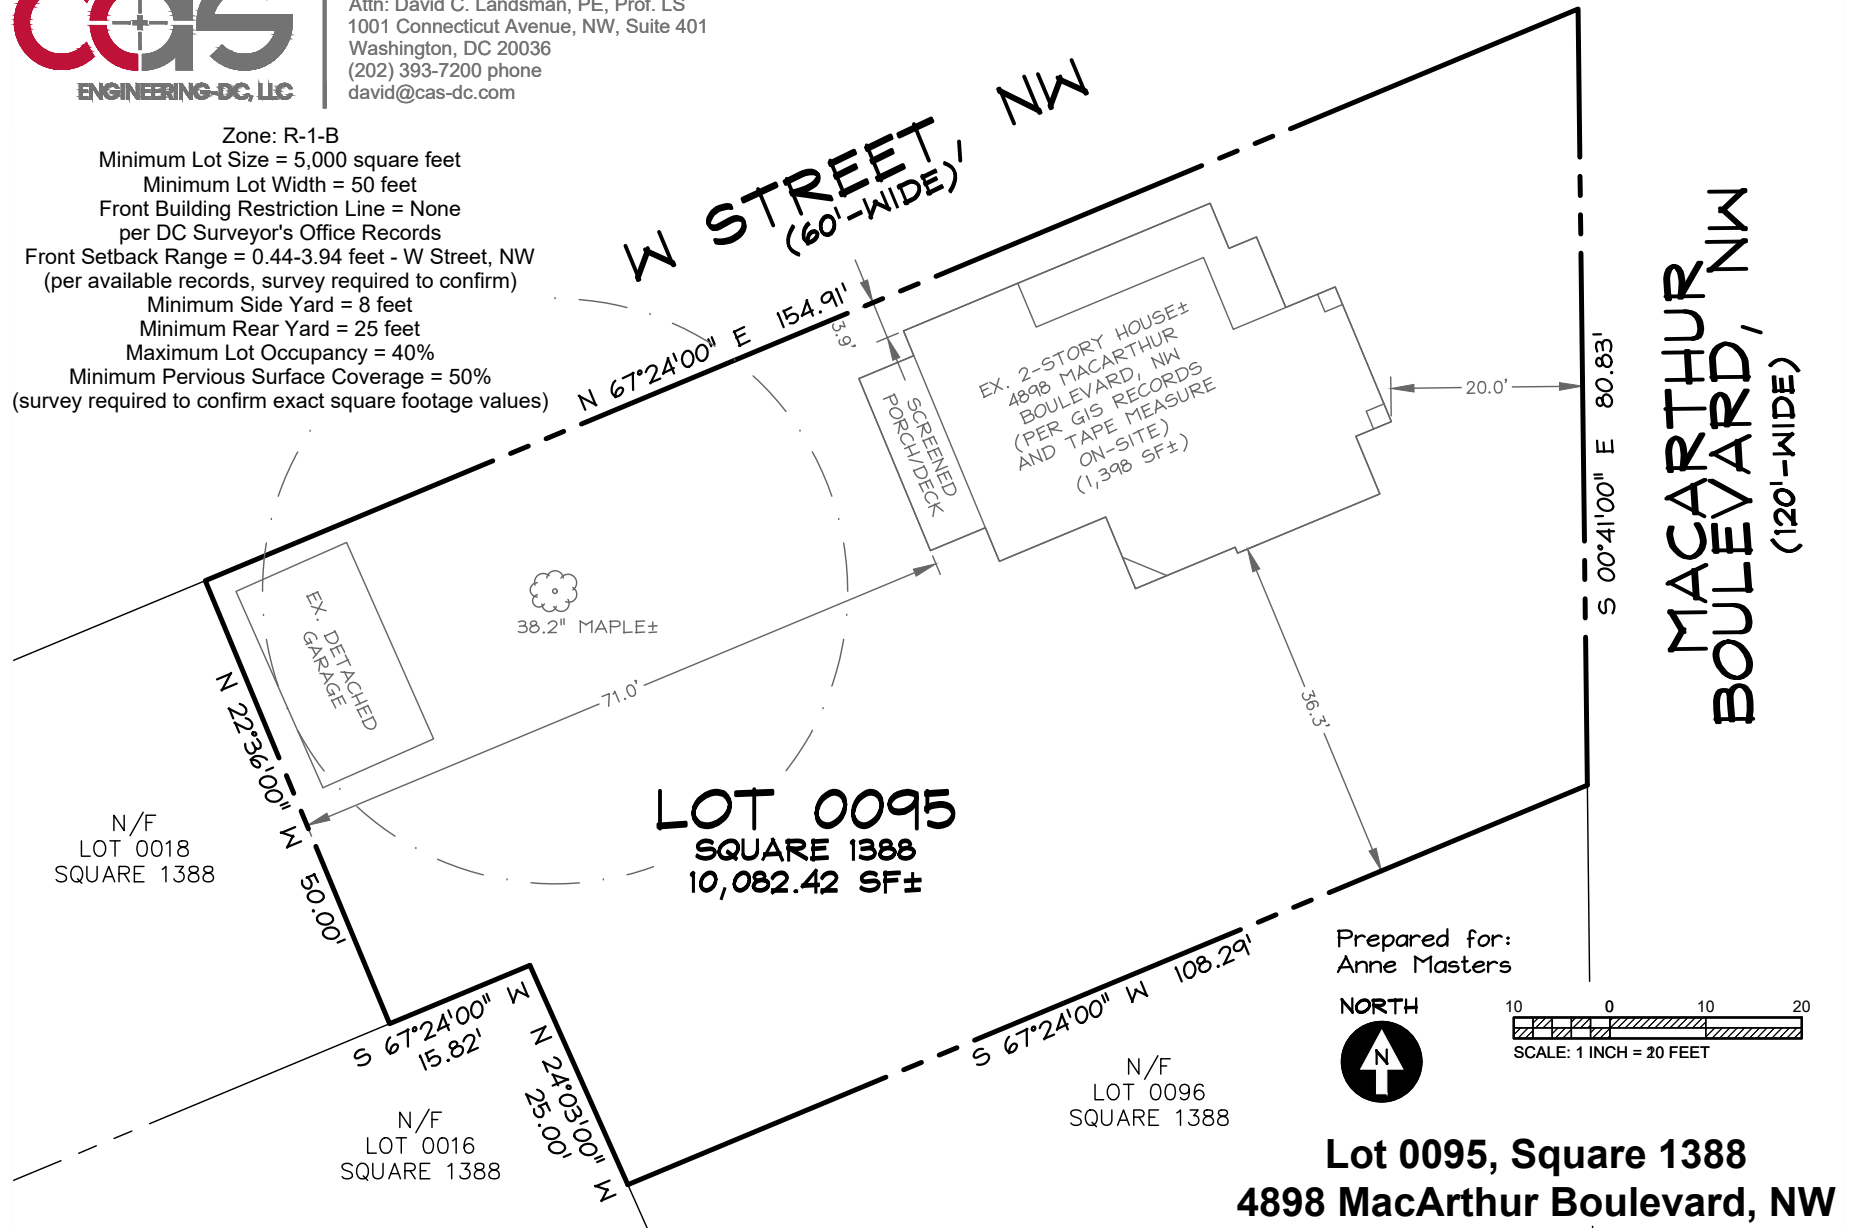 cas
ENGINEERING-DC, LLC
Attn: David C. Landsman, PE, Prof. LS
1001 Connecticut Avenue, NW, Suite 401
Washington, DC 20036
(202) 393-7200 phone
david@cas-dc.com
Zone: R-1-B
Minimum Lot Size = 5,000 square feet
Minimum Lot Width = 50 feet
Front Building Restriction Line = None
per DC Surveyor's Office Records
Front Setback Range = 0.44-3.94 feet - W Street, NW
(per available records, survey required to confirm)
Minimum Side Yard = 8 feet
Minimum Rear Yard = 25 feet
Maximum Lot Occupancy = 40%
Minimum Pervious Surface Coverage = 50%
(survey required to confirm exact square footage values)
W STREET, NW
(60'-WIDE)
N 67°24'00" E 154.91'
3.9'
EX. 2-STORY HOUSE±
4898 MACARTHUR
BOULEVARD, NW
(PER GIS RECORDS
AND TAPE MEASURE
ON-SITE)
(1,398 SF±)
SCREENED
PORCH/DECK
20.0'
S 00°41'00" E 80.83'
MACARTHUR
BOULEVARD, NW
(120'-WIDE)
EX. DETACHED
GARAGE
38.2" MAPLE±
71.0'
36.3'
N 22°36'00" W 50.00'
LOT 0095
SQUARE 1388
10,082.42 SF±
N/F
LOT 0018
SQUARE 1388
S 67°24'00" W
15.82'
N 24°03'00" W
25.00'
S 67°24'00" W 108.29'
N/F
LOT 0016
SQUARE 1388
N/F
LOT 0096
SQUARE 1388
Prepared for:
Anne Masters
NORTH
N
10 0 10 20
SCALE: 1 INCH = 20 FEET
Lot 0095, Square 1388
4898 MacArthur Boulevard, NW